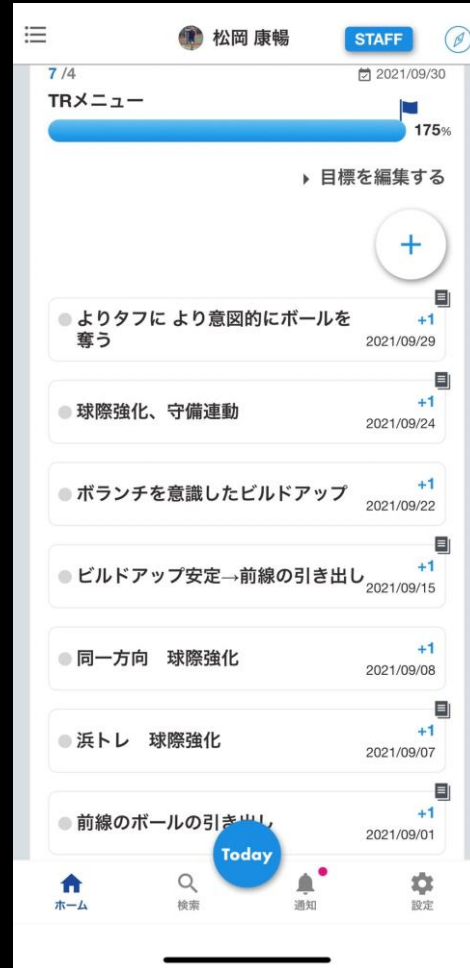 松岡 康暢
STAFF
7 /4
2021/09/30
TRメニュー
175%
目標を編集する
+
よりタフに より意図的にボールを
奪う
+1
2021/09/29
球際強化、守備連動
+1
2021/09/24
ボランチを意識したビルドアップ
+1
2021/09/22
ビルドアップ安定→前線の引き出し
+1
2021/09/15
同一方向　球際強化
+1
2021/09/08
浜トレ　球際強化
+1
2021/09/07
前線のボールの引き出し
+1
2021/09/01
Today
ホーム
検索
通知
設定